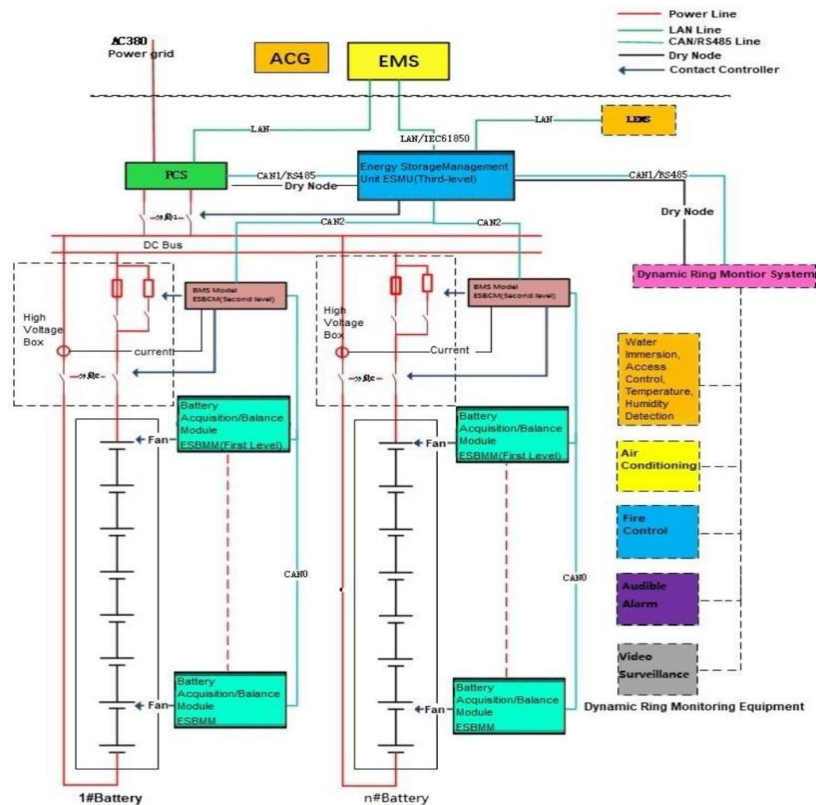 Power Line
LAN Line
CAN/RS485 Line
Dry Node
Contact Controller
AC380
Power grid
ACG
EMS
LAN
LAN/IEC61850
LAN
LEMS
PCS
CAN1/RS485
Dry Node
Energy StorageManagement
Unit ESMU(Third-level)
CAN1/RS485
Dry Node
CAN2
CAN2
DC Bus
Dynamic Ring Montior System
High
Voltage
Box
BMS Model
ESBCM(Second level)
current
High
Voltage
Box
BMS Model
ESBCM(Second level)
Current
Water
Immersion,
Access
Control,
Temperature,
Humidity
Detection
Air
Conditioning
Fire
Control
Audible
Alarm
Video
Surveillance
Dynamic Ring Monitoring Equipment
Fan
Battery
Acquisition/Balance
Module
ESBMM(First Level)
CAN0
Fan
Battery
Acquisition/Balance
Module
ESBMM
1#Battery
Fan
Battery
Acquisition/Balance
Module
ESBMM(First Level)
CAN0
Fan
Battery
Acquisition/Balance
Module
ESBMM
n#Battery